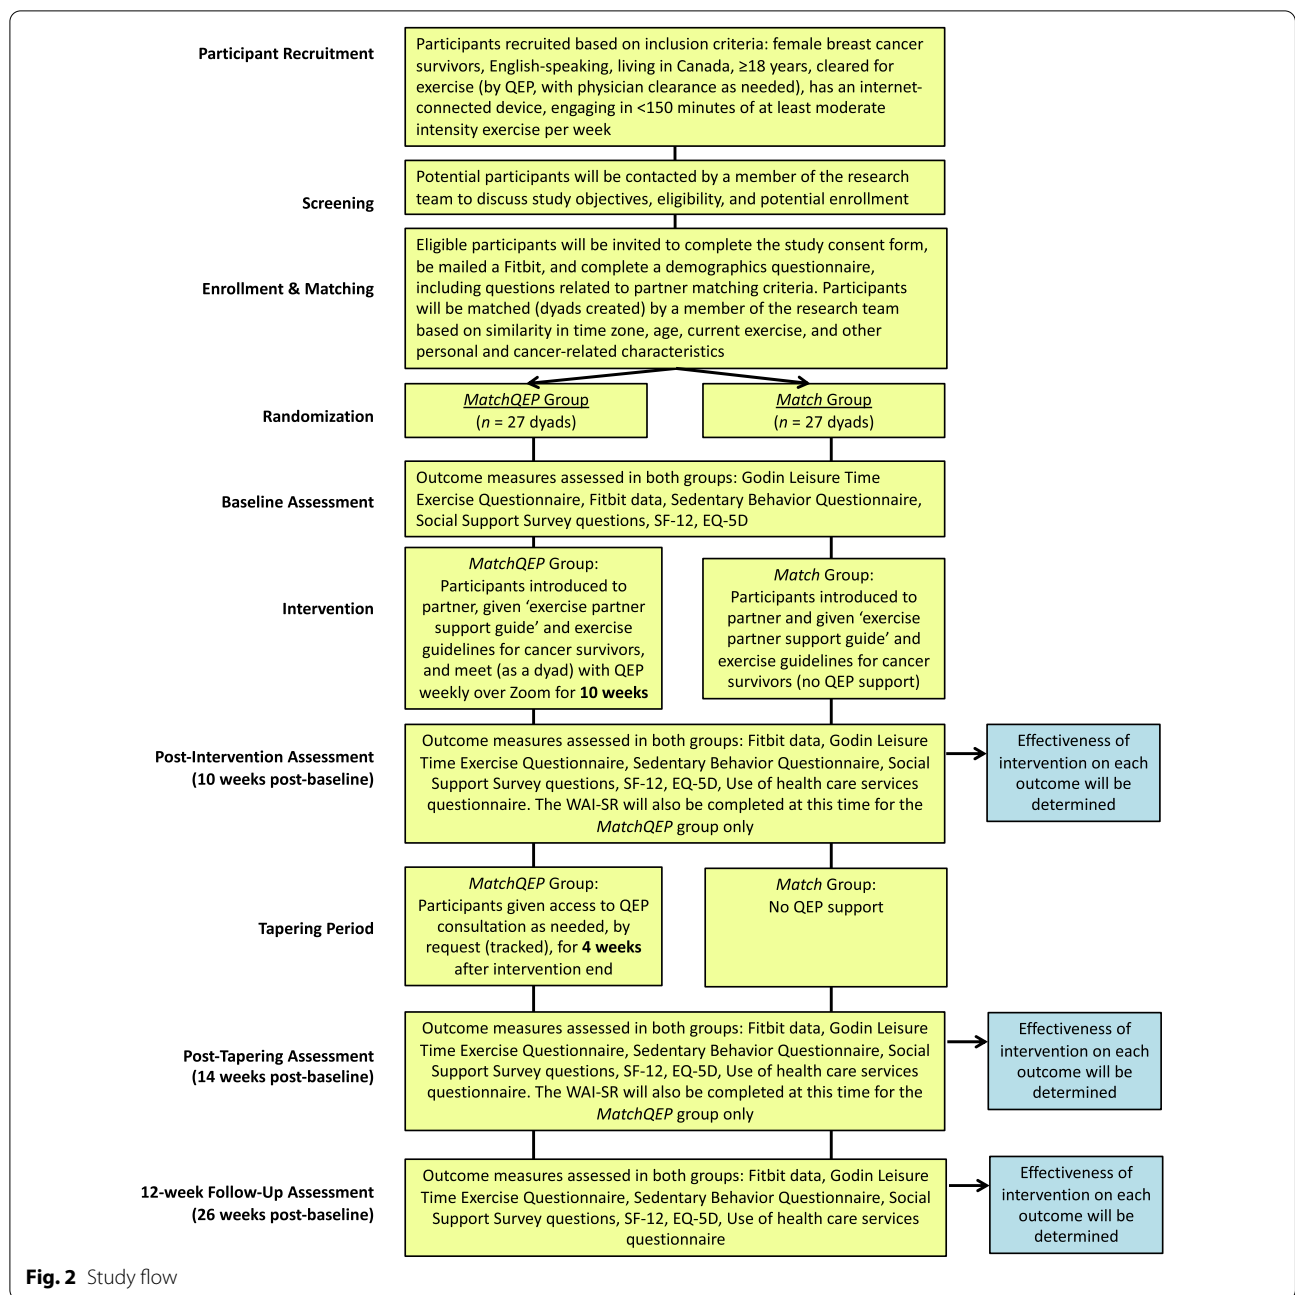 Participant Recruitment
Participants recruited based on inclusion criteria: female breast cancer
survivors, English-speaking, living in Canada, ≥18 years, cleared for
exercise (by QEP, with physician clearance as needed), has an internet-
connected device, engaging in <150 minutes of at least moderate
intensity exercise per week
Screening
Potential participants will be contacted by a member of the research
team to discuss study objectives, eligibility, and potential enrollment
Enrollment & Matching
Eligible participants will be invited to complete the study consent form,
be mailed a Fitbit, and complete a demographics questionnaire,
including questions related to partner matching criteria. Participants
will be matched (dyads created) by a member of the research team
based on similarity in time zone, age, current exercise, and other
personal and cancer-related characteristics
Randomization
MatchQEP Group
(n = 27 dyads)
Match Group
(n = 27 dyads)
Baseline Assessment
Outcome measures assessed in both groups: Godin Leisure Time
Exercise Questionnaire, Fitbit data, Sedentary Behavior Questionnaire,
Social Support Survey questions, SF-12, EQ-5D
Intervention
MatchQEP Group:
Participants introduced to
partner, given ‘exercise partner
support guide’ and exercise
guidelines for cancer survivors,
and meet (as a dyad) with QEP
weekly over Zoom for 10 weeks
Match Group:
Participants introduced to
partner and given ‘exercise
partner support guide’ and
exercise guidelines for cancer
survivors (no QEP support)
Post-Intervention Assessment
(10 weeks post-baseline)
Outcome measures assessed in both groups: Fitbit data, Godin Leisure
Time Exercise Questionnaire, Sedentary Behavior Questionnaire, Social
Support Survey questions, SF-12, EQ-5D, Use of health care services
questionnaire. The WAI-SR will also be completed at this time for the
MatchQEP group only
Effectiveness of
intervention on each
outcome will be
determined
Tapering Period
MatchQEP Group:
Participants given access to QEP
consultation as needed, by
request (tracked), for 4 weeks
after intervention end
Match Group:
No QEP support
Post-Tapering Assessment
(14 weeks post-baseline)
Outcome measures assessed in both groups: Fitbit data, Godin Leisure
Time Exercise Questionnaire, Sedentary Behavior Questionnaire, Social
Support Survey questions, SF-12, EQ-5D, Use of health care services
questionnaire. The WAI-SR will also be completed at this time for the
MatchQEP group only
Effectiveness of
intervention on each
outcome will be
determined
12-week Follow-Up Assessment
(26 weeks post-baseline)
Outcome measures assessed in both groups: Fitbit data, Godin Leisure
Time Exercise Questionnaire, Sedentary Behavior Questionnaire, Social
Support Survey questions, SF-12, EQ-5D, Use of health care services
questionnaire
Effectiveness of
intervention on each
outcome will be
determined
Fig. 2 Study flow